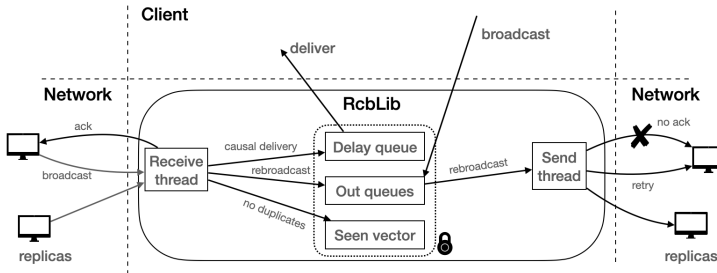 Client
deliver
broadcast
Network
RcbLib
Network
ack
no ack
causal delivery
Delay queue
Receive
thread
broadcast
rebroadcast
Out queues
rebroadcast
Send
thread
retry
no duplicates
Seen vector
replicas
replicas